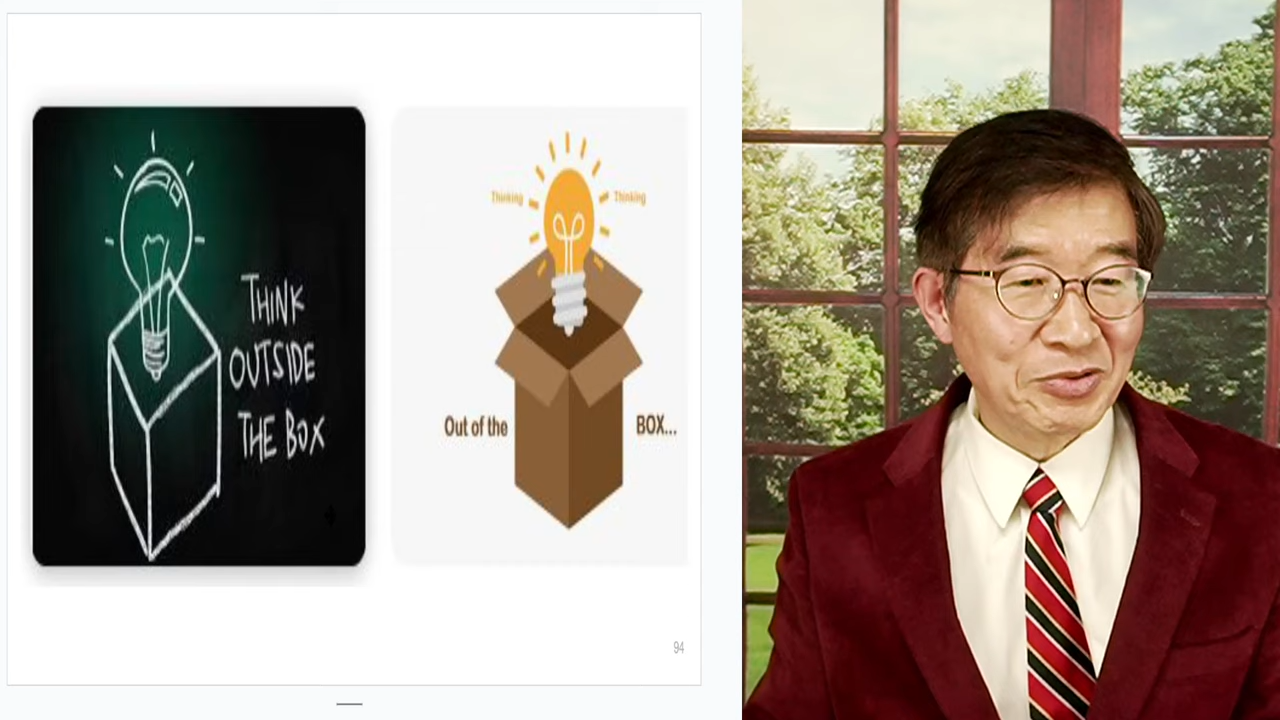 THINK
OUTSIDE
THE BOX
Thinking Thinking
Out of the BOX...
94